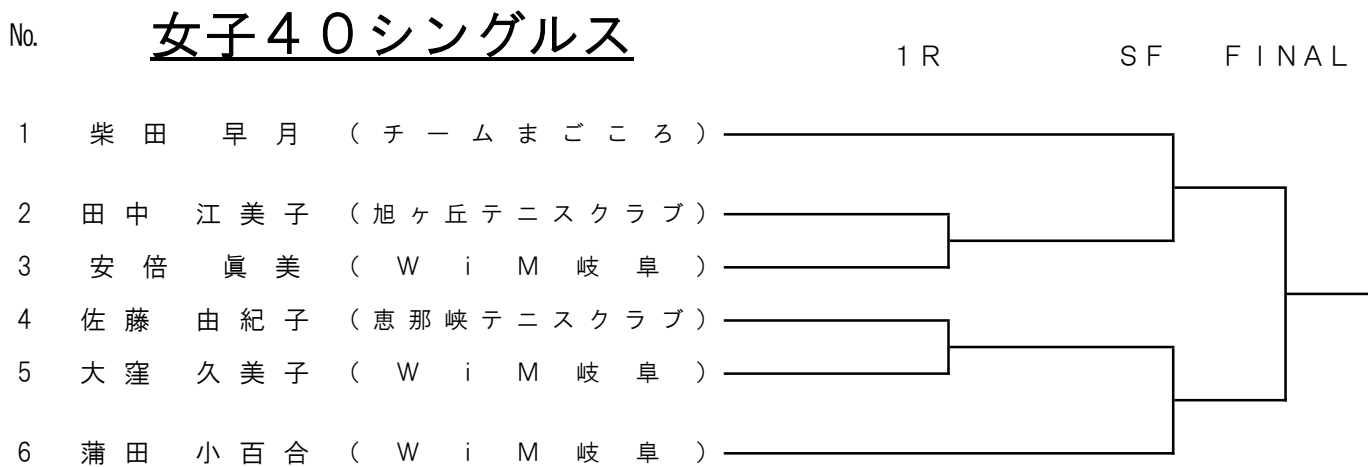 No. 女子40シングルス 1R SF FINAL
1 柴田 早月 (チームまごころ)
2 田中 江美子 (旭ヶ丘テニスクラブ)
3 安倍 眞美 (WiM岐阜)
4 佐藤 由紀子 (恵那峡テニスクラブ)
5 大窪 久美子 (WiM岐阜)
6 蒲田 小百合 (WiM岐阜)